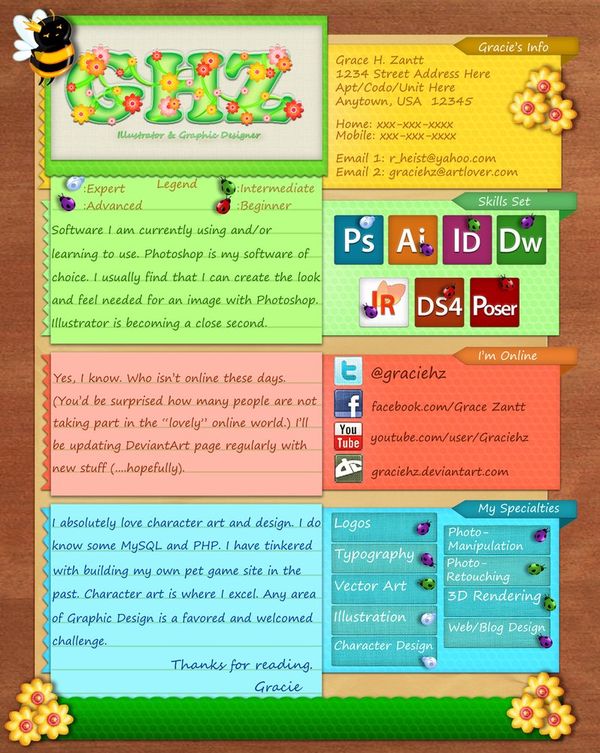 GHZ
Illustrator & Graphic Designer
Gracie's Info
Grace H. Zantt
1234 Street Address Here
Apt/Codo/Unit Here
Anytown, USA 12345
Home: xxx-xxx-xxxx
Mobile: xxx-xxx-xxxx
Email 1: r_heist@yahoo.com
Email 2: graciehz@artlover.com
Legend
:Expert
:Intermediate
:Advanced
:Beginner
Software I am currently using and/or
learning to use. Photoshop is my software of
choice. I usually find that I can create the look
and feel needed for an image with Photoshop.
Illustrator is becoming a close second.
Skills Set
Ps
Ai
ID
Dw
IR
DS4
Poser
Yes, I know. Who isn't online these days.
(You'd be surprised how many people are not
taking part in the "lovely" online world.) I'll
be updating DeviantArt page regularly with
new stuff (....hopefully).
I'm Online
@graciehz
facebook.com/Grace Zantt
You
Tube
youtube.com/user/Graciehz
graciehz.deviantart.com
I absolutely love character art and design. I do
know some MySQL and PHP. I have tinkered
with building my own pet game site in the
past. Character art is where I excel. Any area
of Graphic Design is a favored and welcomed
challenge.
Thanks for reading.
Gracie
My Specialties
Logos
Typography
Vector Art
Illustration
Character Design
Photo-
Manipulation
Photo-
Retouching
3D Rendering
Web/Blog Design